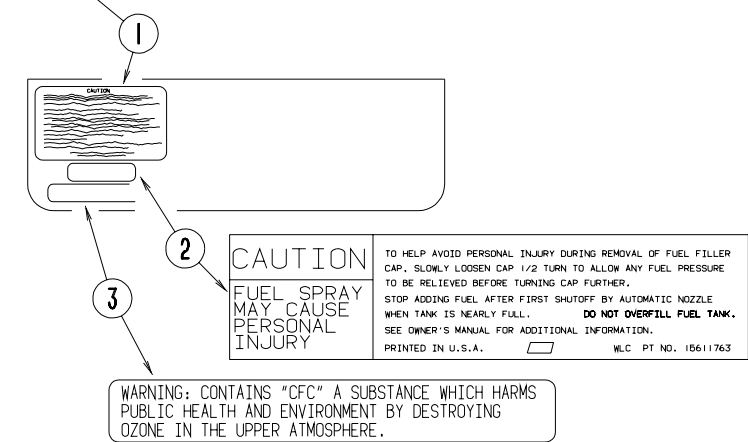 1
CAUTION
2
3
CAUTION
FUEL SPRAY
MAY CAUSE
PERSONAL
INJURY
TO HELP AVOID PERSONAL INJURY DURING REMOVAL OF FUEL FILLER
CAP, SLOWLY LOOSEN CAP 1/2 TURN TO ALLOW ANY FUEL PRESSURE
TO BE RELIEVED BEFORE TURNING CAP FURTHER.
STOP ADDING FUEL AFTER FIRST SHUTOFF BY AUTOMATIC NOZZLE
WHEN TANK IS NEARLY FULL. DO NOT OVERFILL FUEL TANK.
SEE OWNER'S MANUAL FOR ADDITIONAL INFORMATION.
PRINTED IN U.S.A. WLC PT NO. 15611763
WARNING: CONTAINS "CFC" A SUBSTANCE WHICH HARMS
PUBLIC HEALTH AND ENVIRONMENT BY DESTROYING
OZONE IN THE UPPER ATMOSPHERE.